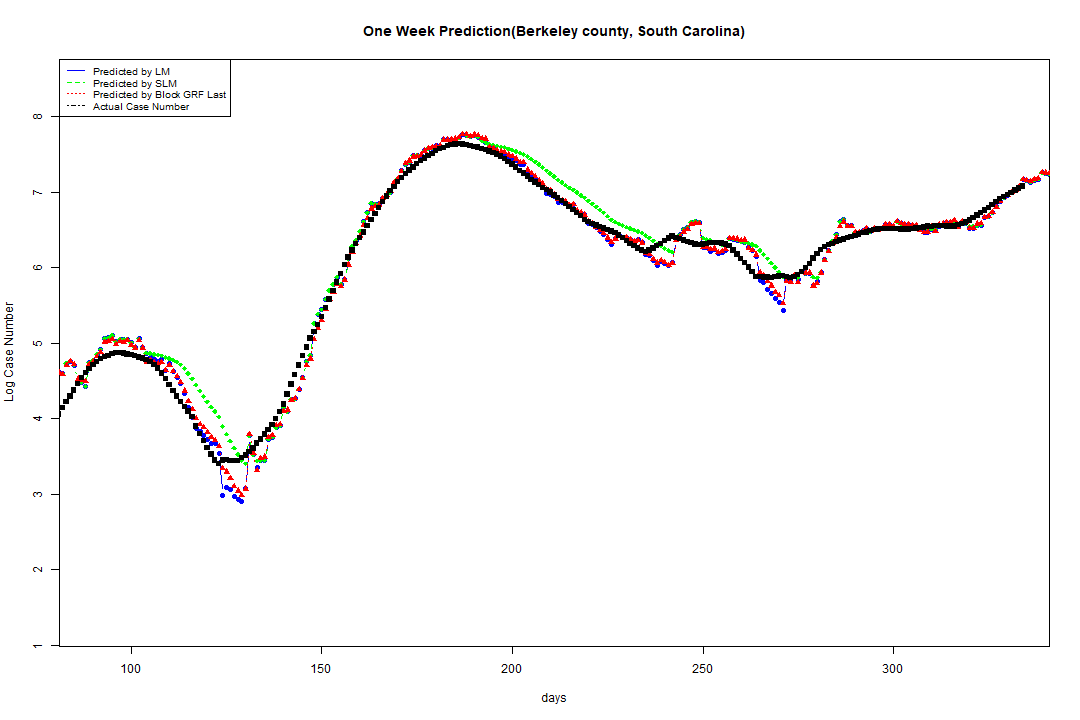 One Week Prediction(Berkeley county, South Carolina)
Predicted by LM
Predicted by SLM
Predicted by Block GRF Last
Actual Case Number
8
7
6
5
4
3
2
1
Log Case Number
100 150 200 250 300
days